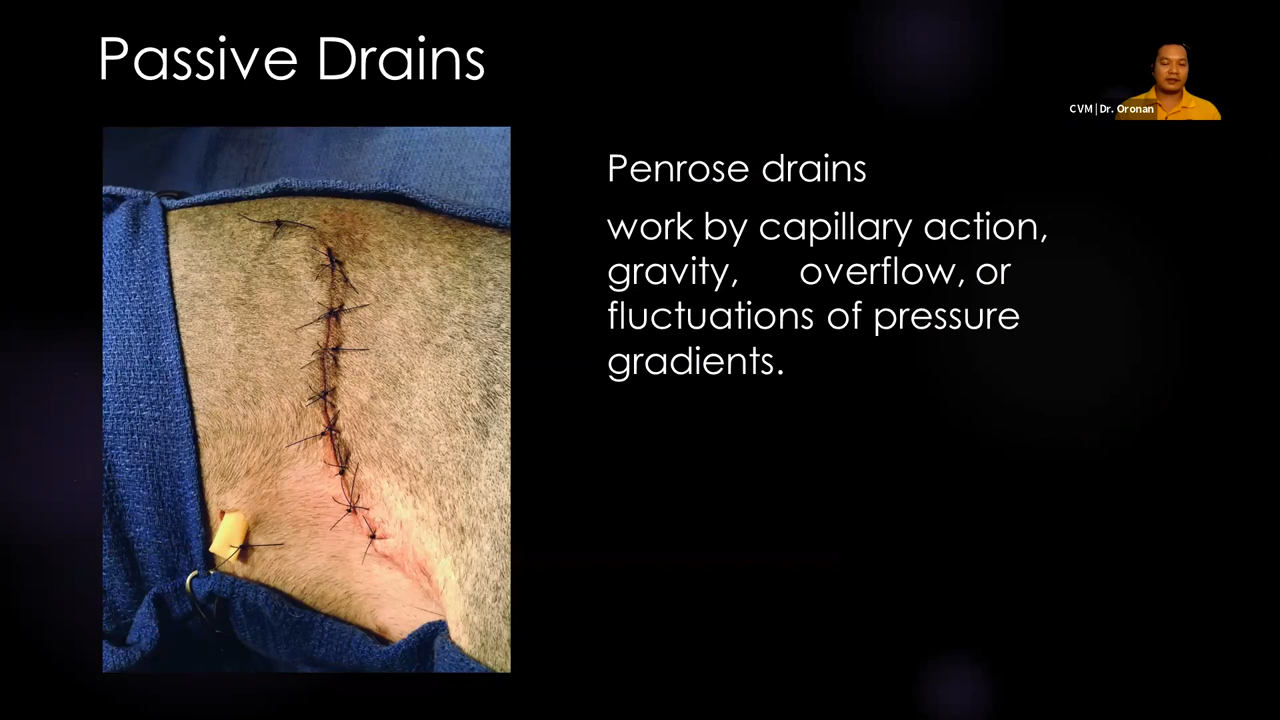 Passive Drains
CVM|Dr. Oronan
Penrose drains
work by capillary action,
gravity, overflow, or
fluctuations of pressure
gradients.